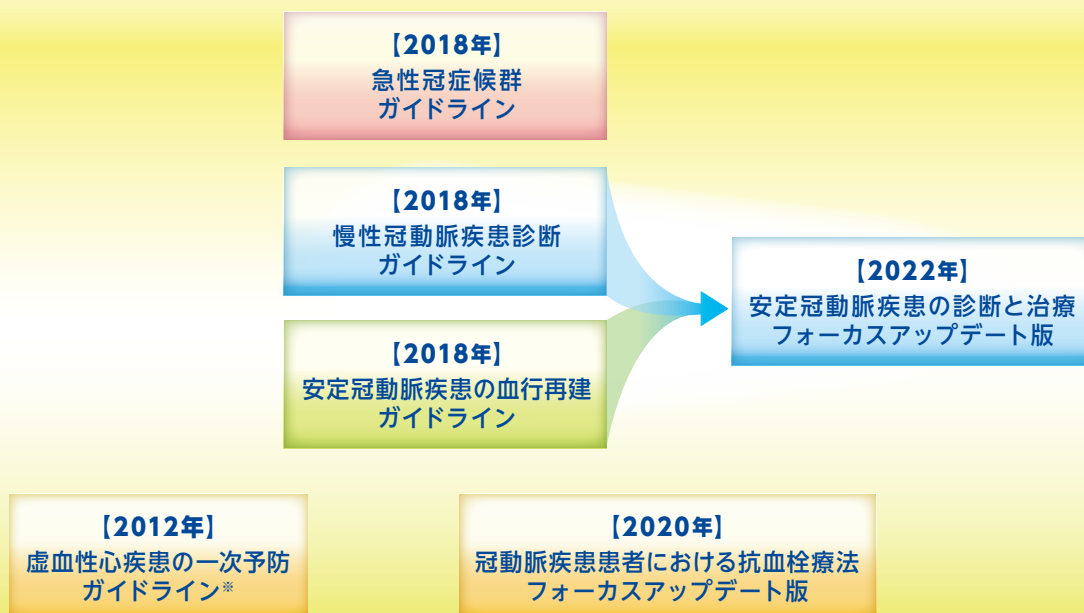 【2018年】
急性冠症候群
ガイドライン
【2018年】
慢性冠動脈疾患診断
ガイドライン
【2018年】
安定冠動脈疾患の血行再建
ガイドライン
【2022年】
安定冠動脈疾患の診断と治療
フォーカスアップデート版
【2012年】
虚血性心疾患の一次予防
ガイドライン※
【2020年】
冠動脈疾患患者における抗血栓療法
フォーカスアップデート版